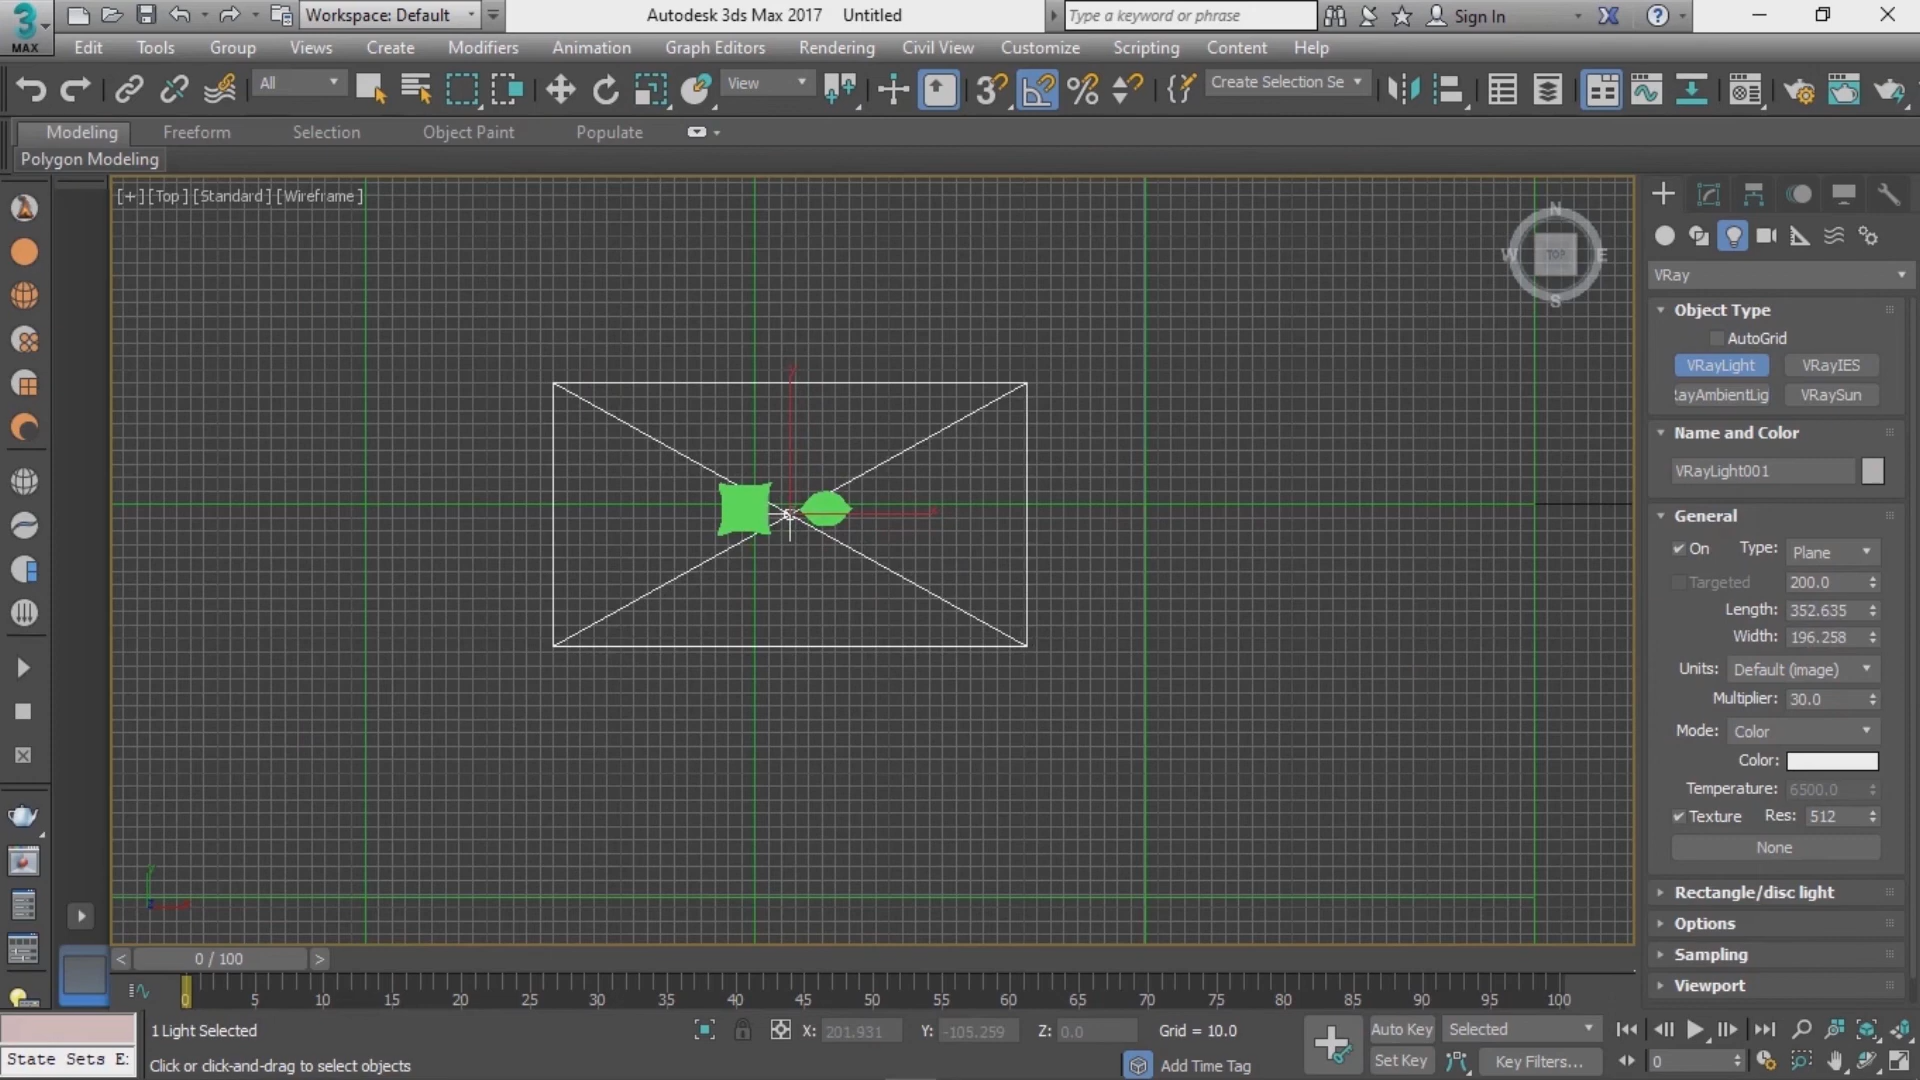 Workspace: Default
Autodesk 3ds Max 2017 Untitled
Type a keyword or phrase
Sign In
MAX
Edit Tools Group Views Create Modifiers Animation Graph Editors Rendering Civil View Customize Scripting Content Help
All
View
Create Selection Se
Modeling Freeform Selection Object Paint Populate
Polygon Modeling
[+] [Top] [Standard] [Wireframe]
N
W TOP E
S
VRay
Object Type
AutoGrid
VRayLight VRayIES
RayAmbientLig VRaySun
Name and Color
VRayLight001
General
On Type: Plane
Targeted 200.0
Length: 352.635
Width: 196.258
Units: Default (image)
Multiplier: 30.0
Mode: Color
Color:
Temperature: 6500.0
Texture Res: 512
None
Rectangle/disc light
Options
Sampling
Viewport
< 0 / 100 >
0 5 10 15 20 25 30 35 40 45 50 55 60 65 70 75 80 85 90 95 100
1 Light Selected
X: 201.931 Y: -105.259 Z: 0.0 Grid = 10.0
Auto Key Selected
State Sets E:
Click or click-and-drag to select objects
Add Time Tag
Set Key Key Filters...
0